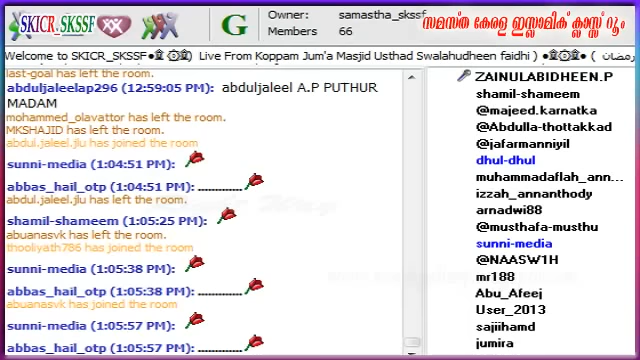 SKICR_SKSSF
G
Owner: samastha_skssf
Members 66
സമസ്ത കേരള ഇസ്ലാമിക് ക്ലാസ്സ് റൂം
Welcome to SKICR_SKSSF Live From Koppam Jum'a Masjid Usthad Swalahudheen faidhi )
last-goal has left the room.
abduljaleelap296 (12:59:05 PM): abduljaleel A.P PUTHUR
MADAM
mohammed_olavattor has left the room.
MKSHAJID has left the room.
abdul.jaleel.jlu has joined the room
sunni-media (1:04:51 PM):
abbas_hail_otp (1:04:51 PM): .............
abdul.jaleel.jlu has left the room.
shamil-shameem (1:05:25 PM):
abuanasvk has left the room.
thooliyath786 has joined the room
sunni-media (1:05:38 PM):
abbas_hail_otp (1:05:38 PM): .............
abuanasvk has joined the room
sunni-media (1:05:57 PM):
abbas_hail_otp (1:05:57 PM): .............
ZAINULABIDHEEN.P
shamil-shameem
@majeed.karnatka
@Abdulla-thottakkad
@jafarmanniyil
dhul-dhul
muhammadaflah_ann...
izzah_ananthody
arnadwi88
@musthafa-musthu
sunni-media
@NAASW1H
mr188
Abu_Afeej
User_2013
sajiihamd
jumira